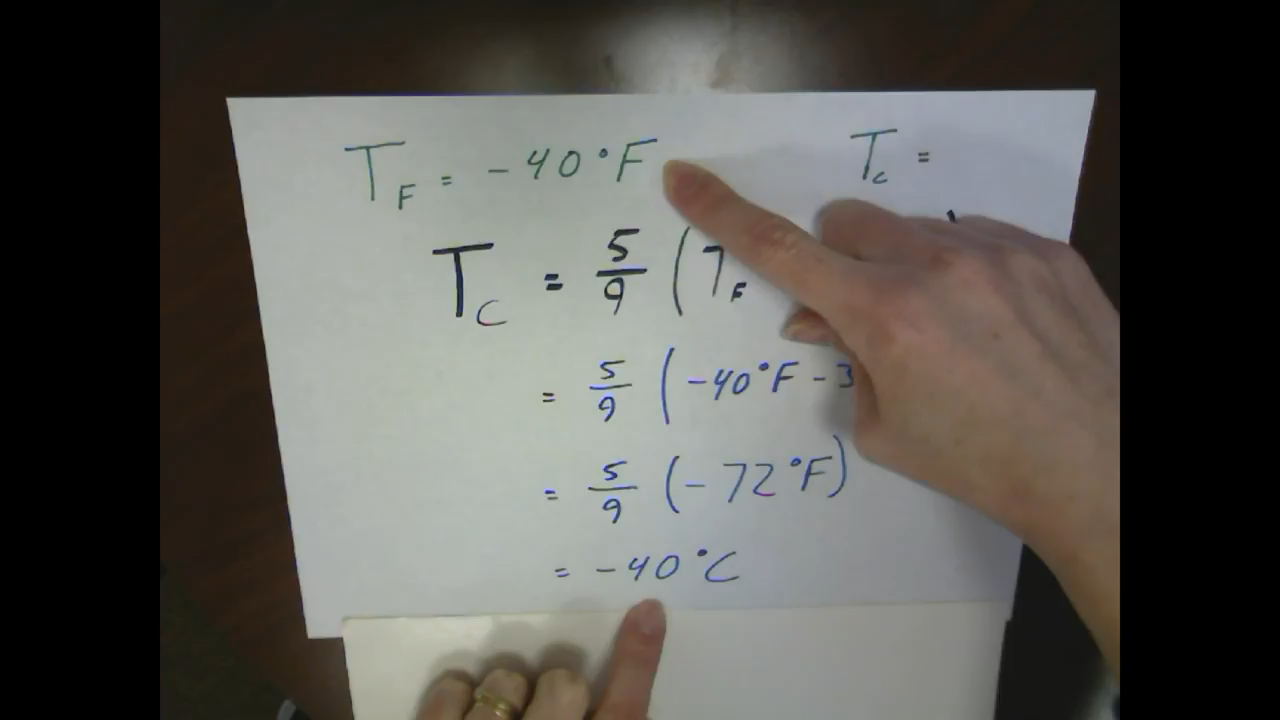 T_F = -40°F T_C =
T_C = 5/9 (T_F
= 5/9 (-40°F - 3
= 5/9 (-72°F)
= -40°C